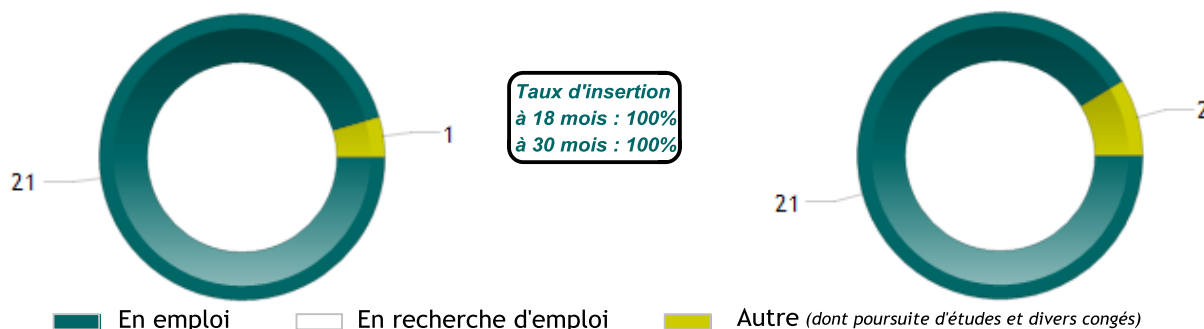 Taux d'insertion
à 18 mois : 100%
à 30 mois : 100%
1
21
2
21
En emploi En recherche d'emploi Autre (dont poursuite d'études et divers congés)